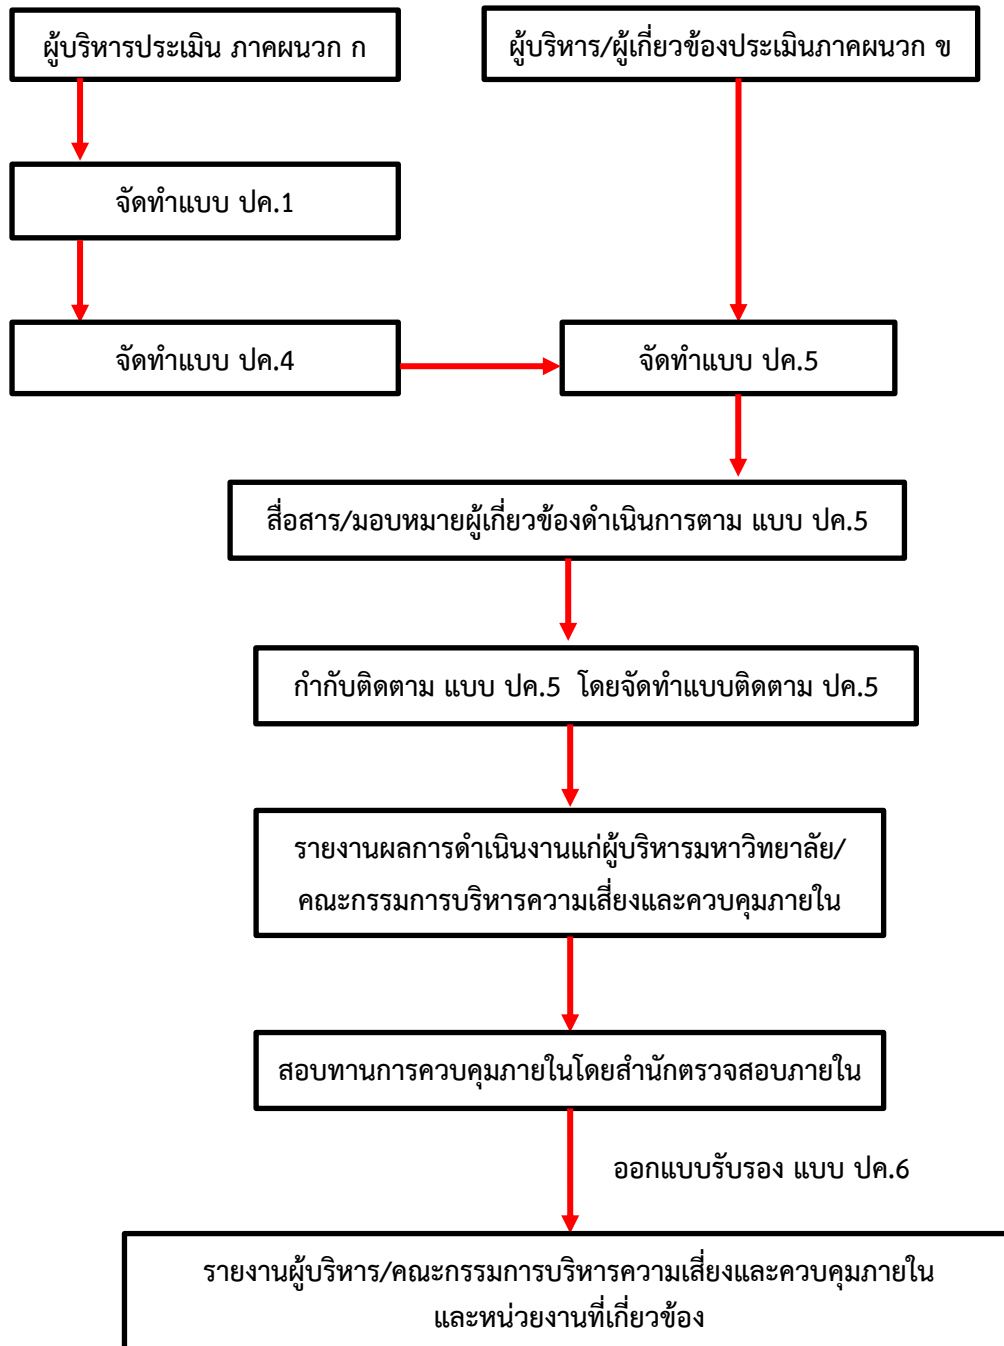 ผู้บริหารประเมิน ภาคผนวก ก
ผู้บริหาร/ผู้เกี่ยวข้องประเมินภาคผนวก ข
จัดทำแบบ ปค.1
จัดทำแบบ ปค.4
จัดทำแบบ ปค.5
สื่อสาร/มอบหมายผู้เกี่ยวข้องดำเนินการตาม แบบ ปค.5
กำกับติดตาม แบบ ปค.5 โดยจัดทำแบบติดตาม ปค.5
รายงานผลการดำเนินงานแก่ผู้บริหารมหาวิทยาลัย/
คณะกรรมการบริหารความเสี่ยงและควบคุมภายใน
สอบทานการควบคุมภายในโดยสำนักตรวจสอบภายใน
ออกแบบรับรอง แบบ ปค.6
รายงานผู้บริหาร/คณะกรรมการบริหารความเสี่ยงและควบคุมภายใน
และหน่วยงานที่เกี่ยวข้อง